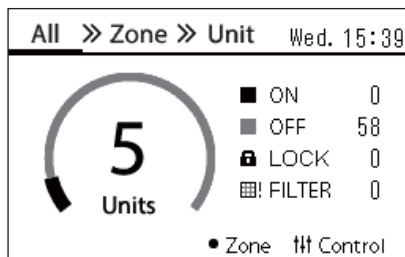 All » Zone » Unit Wed. 15:39
5
Units
ON 0
OFF 58
LOCK 0
! FILTER 0
• Zone Control